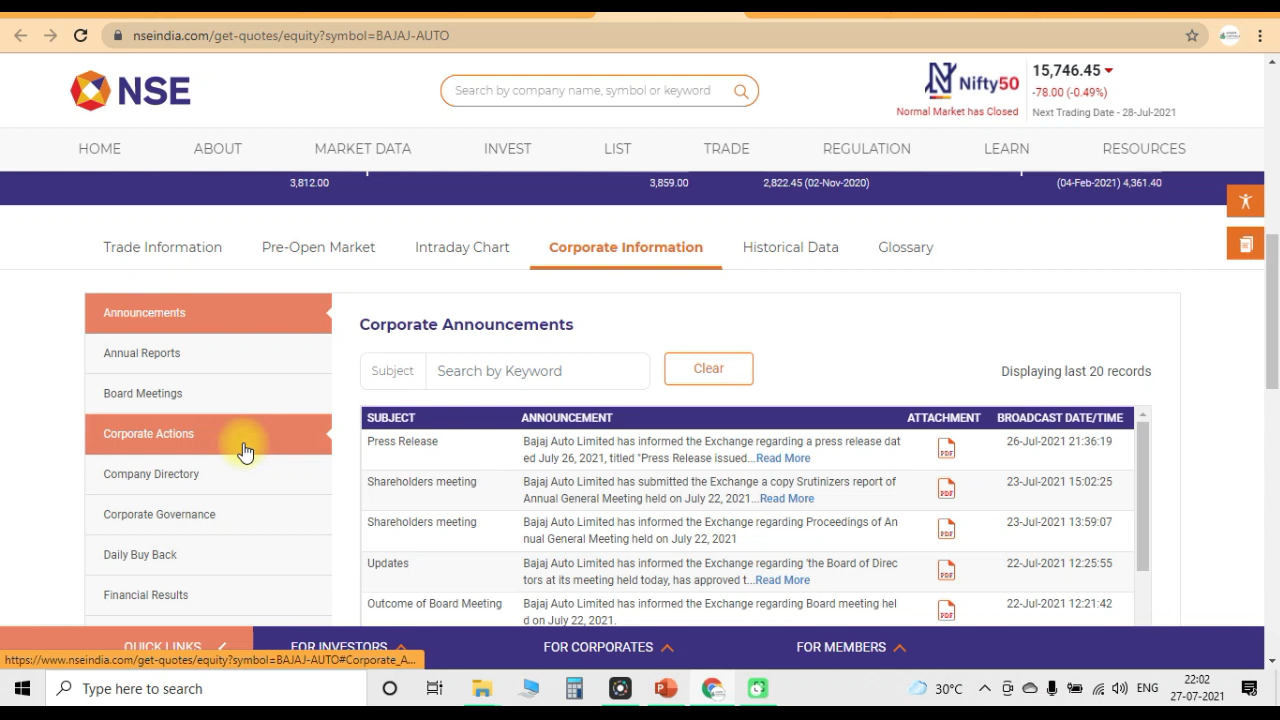 nseindia.com/get-quotes/equity?symbol=BAJAJ-AUTO
NSE
Search by company name, symbol or keyword
Nifty50
15,746.45
-78.00 (-0.49%)
Normal Market has Closed
Next Trading Date - 28-Jul-2021
HOME ABOUT MARKET DATA INVEST LIST TRADE REGULATION LEARN RESOURCES
3,812.00 3,859.00 2,822.45 (02-Nov-2020) (04-Feb-2021) 4,361.40
Trade Information Pre-Open Market Intraday Chart Corporate Information Historical Data Glossary
Announcements
Annual Reports
Board Meetings
Corporate Actions
Company Directory
Corporate Governance
Daily Buy Back
Financial Results
Corporate Announcements
Subject Search by Keyword Clear Displaying last 20 records
SUBJECT ANNOUNCEMENT ATTACHMENT BROADCAST DATE/TIME
Press Release Bajaj Auto Limited has informed the Exchange regarding a press release dat PDF 26-Jul-2021 21:36:19
ed July 26, 2021, titled "Press Release issued...Read More
Shareholders meeting Bajaj Auto Limited has submitted the Exchange a copy Srutinizers report of PDF 23-Jul-2021 15:02:25
Annual General Meeting held on July 22, 2021...Read More
Shareholders meeting Bajaj Auto Limited has informed the Exchange regarding Proceedings of An PDF 23-Jul-2021 13:59:07
nual General Meeting held on July 22, 2021
Updates Bajaj Auto Limited has informed the Exchange regarding 'the Board of Direc PDF 22-Jul-2021 12:25:55
tors at its meeting held today, has approved t...Read More
Outcome of Board Meeting Bajaj Auto Limited has informed the Exchange regarding Board meeting hel PDF 22-Jul-2021 12:21:42
d on July 22, 2021.
QUICK LINKS FOR INVESTORS FOR CORPORATES FOR MEMBERS
https://www.nseindia.com/get-quotes/equity?symbol=BAJAJ-AUTO#Corporate_A...
Type here to search
30°C
ENG
22:02
27-07-2021